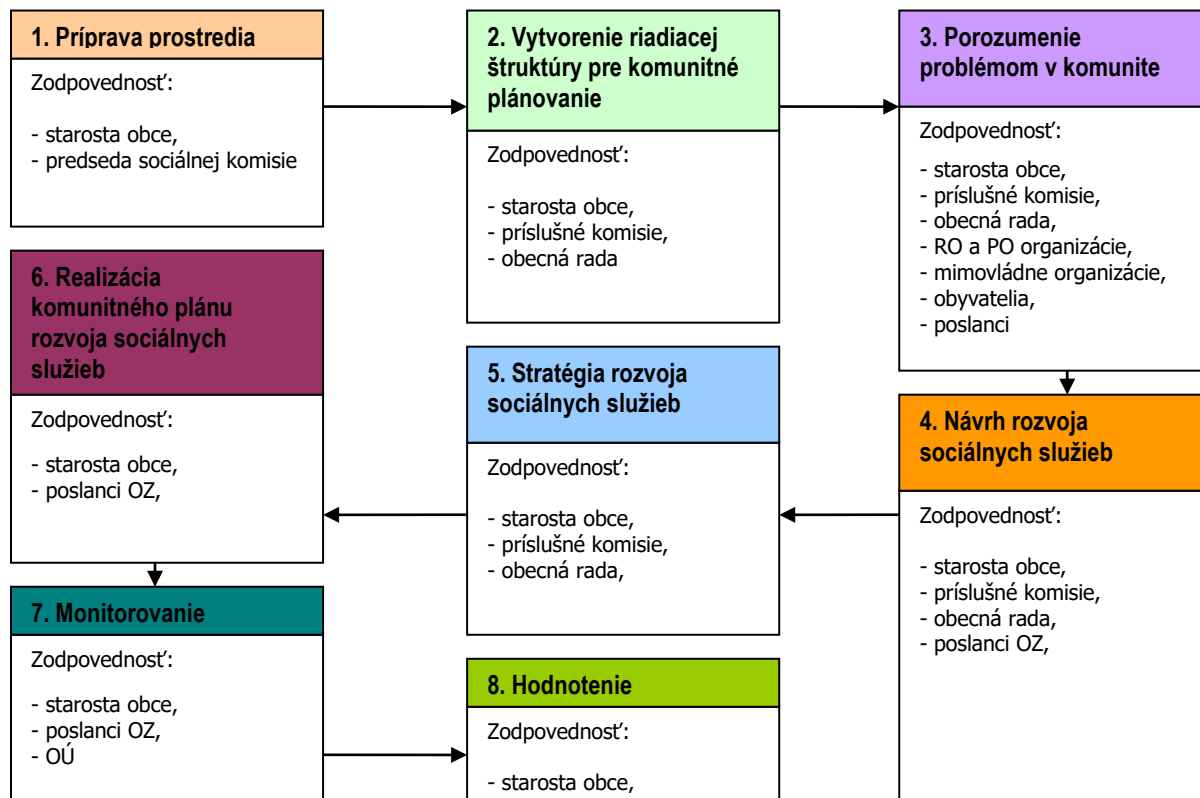 1. Príprava prostredia
Zodpovednosť:
- starosta obce,
- predseda sociálnej komisie
2. Vytvorenie riadiacej
štruktúry pre komunitné
plánovanie
Zodpovednosť:
- starosta obce,
- príslušné komisie,
- obecná rada
3. Porozumenie
problémom v komunite
Zodpovednosť:
- starosta obce,
- príslušné komisie,
- obecná rada,
- RO a PO organizácie,
- mimovládne organizácie,
- obyvatelia,
- poslanci
4. Návrh rozvoja
sociálnych služieb
Zodpovednosť:
- starosta obce,
- príslušné komisie,
- obecná rada,
- poslanci OZ,
5. Stratégia rozvoja
sociálnych služieb
Zodpovednosť:
- starosta obce,
- príslušné komisie,
- obecná rada,
6. Realizácia
komunitného plánu
rozvoja sociálnych
služieb
Zodpovednosť:
- starosta obce,
- poslanci OZ,
7. Monitorovanie
Zodpovednosť:
- starosta obce,
- poslanci OZ,
- OÚ
8. Hodnotenie
Zodpovednosť:
- starosta obce,